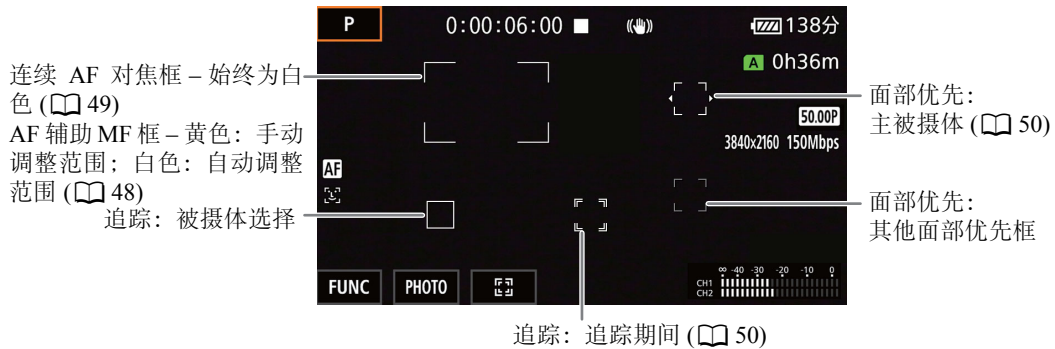 P
0:00:06:00
138分
A 0h36m
50.00P
3840x2160 150Mbps
AF
FUNC
PHOTO
∞ -40 -30 -20 -10 0
CH1
CH2
连续 AF 对焦框 – 始终为白
色 (49)
AF 辅助 MF 框 – 黄色：手动
调整范围；白色：自动调整
范围 (48)
追踪：被摄体选择
面部优先：
主被摄体 (50)
面部优先：
其他面部优先框
追踪：追踪期间 (50)